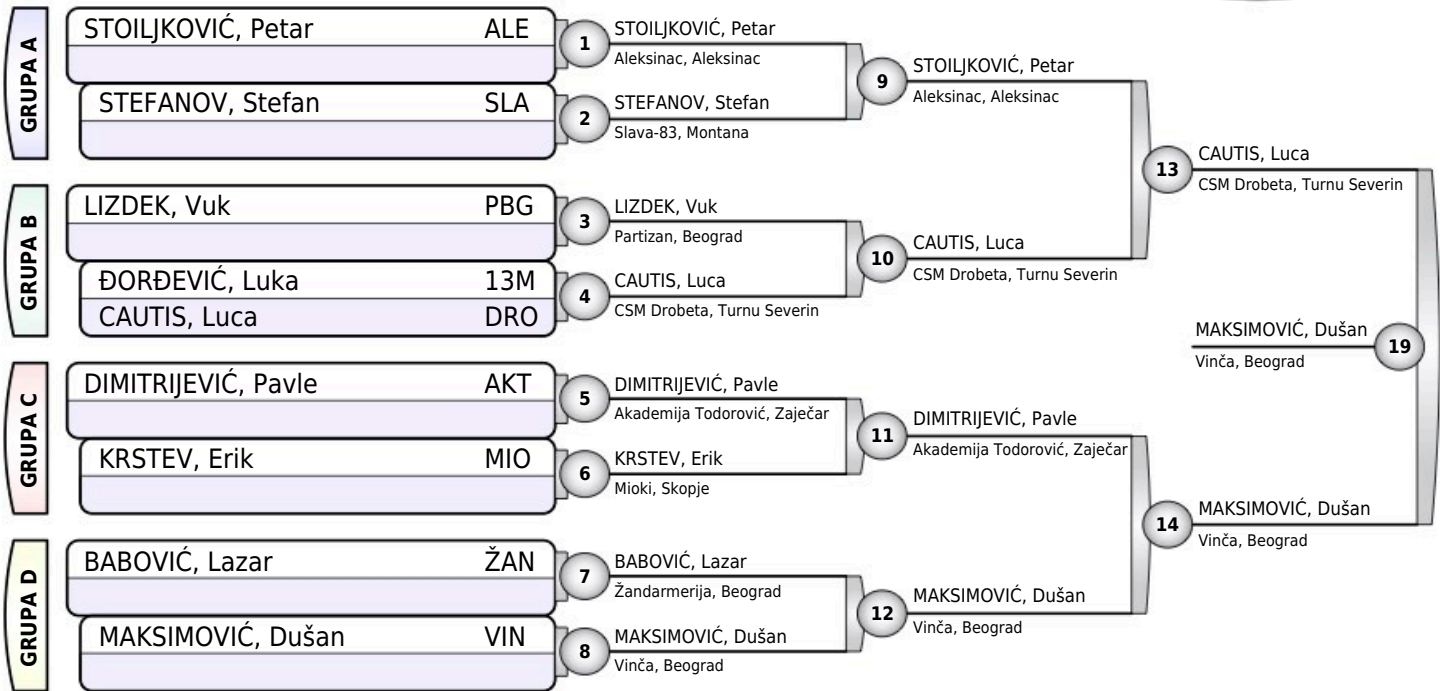 GRUPA A
STOILJKOVIĆ, Petar ALE
STEFANOV, Stefan SLA
GRUPA B
LIZDEK, Vuk PBG
ĐORĐEVIĆ, Luka 13M
CAUTIS, Luca DRO
GRUPA C
DIMITRIJEVIĆ, Pavle AKT
KRSTEV, Erik MIO
GRUPA D
BABOVIĆ, Lazar ŽAN
MAKSIMOVIĆ, Dušan VIN
1
STOILJKOVIĆ, Petar
Aleksinac, Aleksinac
2
STEFANOV, Stefan
Slava-83, Montana
3
LIZDEK, Vuk
Partizan, Beograd
4
CAUTIS, Luca
CSM Drobeta, Turnu Severin
5
DIMITRIJEVIĆ, Pavle
Akademija Todorović, Zaječar
6
KRSTEV, Erik
Mioki, Skopje
7
BABOVIĆ, Lazar
Žandarmerija, Beograd
8
MAKSIMOVIĆ, Dušan
Vinča, Beograd
9
STOILJKOVIĆ, Petar
Aleksinac, Aleksinac
10
CAUTIS, Luca
CSM Drobeta, Turnu Severin
11
DIMITRIJEVIĆ, Pavle
Akademija Todorović, Zaječar
12
MAKSIMOVIĆ, Dušan
Vinča, Beograd
13
CAUTIS, Luca
CSM Drobeta, Turnu Severin
14
MAKSIMOVIĆ, Dušan
Vinča, Beograd
MAKSIMOVIĆ, Dušan
Vinča, Beograd
19